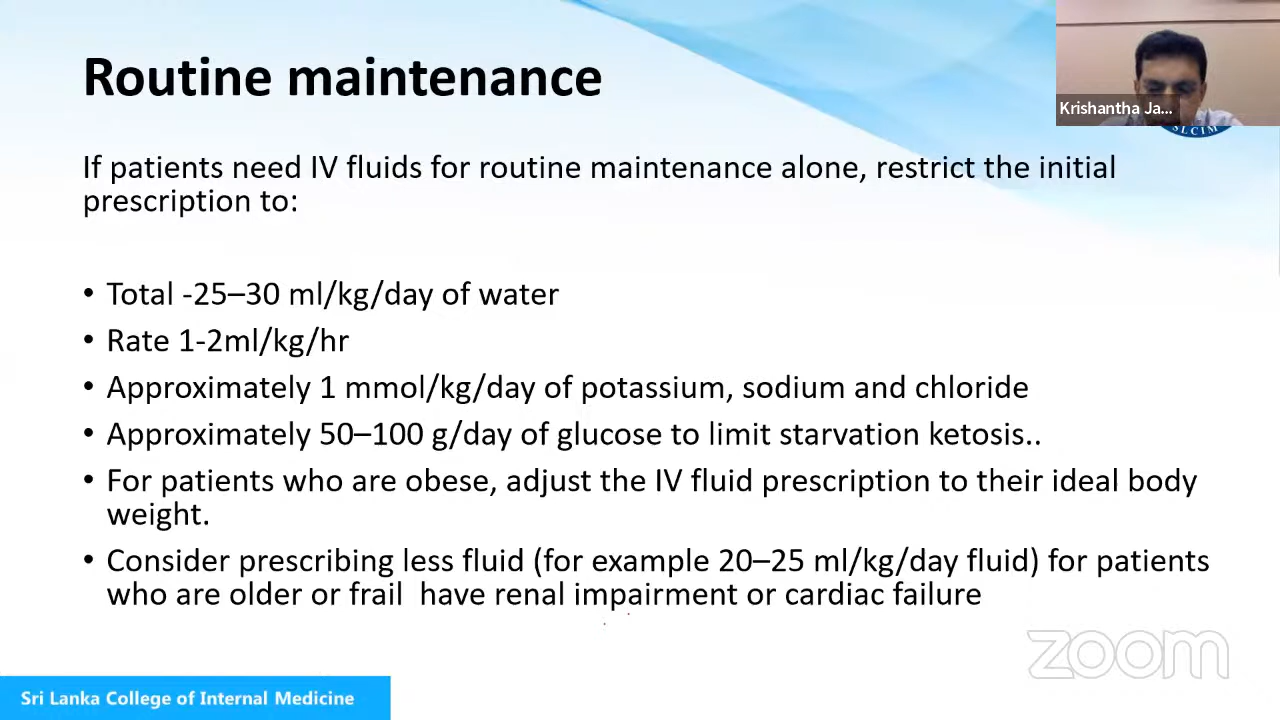 Routine maintenance
Krishantha Ja...
SLCIM
If patients need IV fluids for routine maintenance alone, restrict the initial
prescription to:
• Total -25–30 ml/kg/day of water
• Rate 1-2ml/kg/hr
• Approximately 1 mmol/kg/day of potassium, sodium and chloride
• Approximately 50–100 g/day of glucose to limit starvation ketosis..
• For patients who are obese, adjust the IV fluid prescription to their ideal body
weight.
• Consider prescribing less fluid (for example 20–25 ml/kg/day fluid) for patients
who are older or frail  have renal impairment or cardiac failure
zoom
Sri Lanka College of Internal Medicine